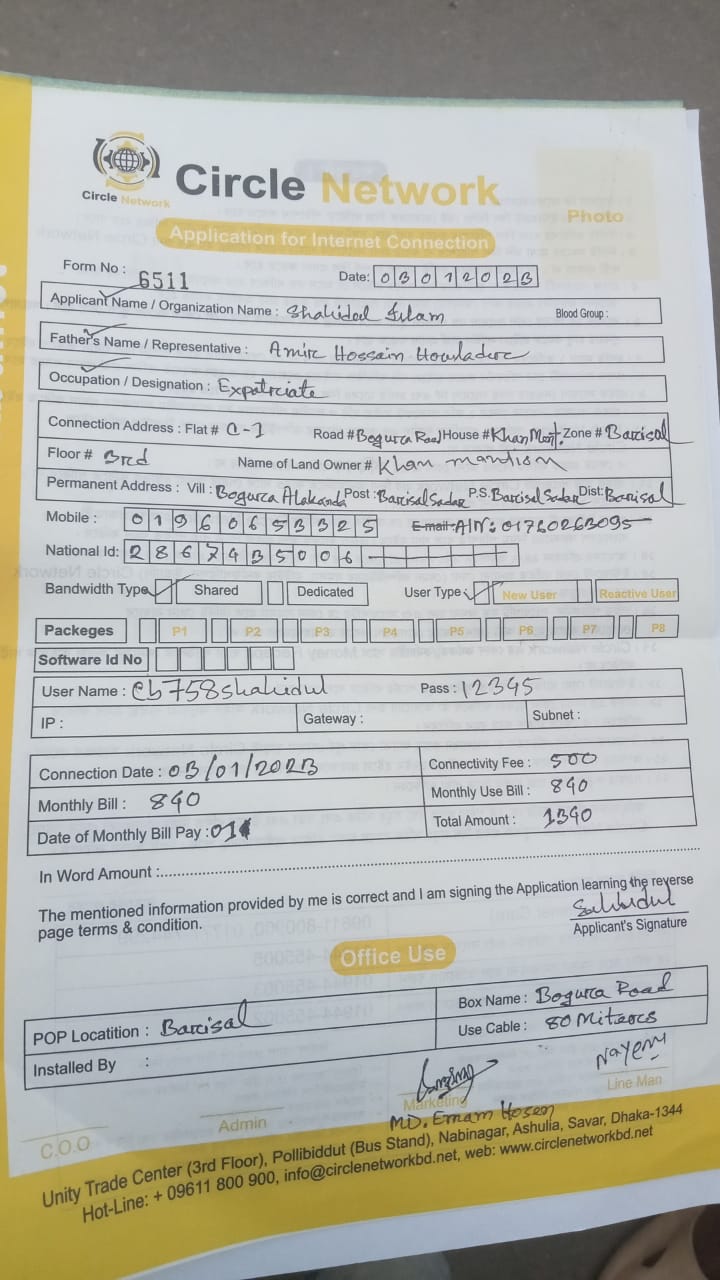 Circle Network
Circle Network
Photo
Application for Internet Connection
Form No : 6511
Date: 03012023
Applicant Name / Organization Name : Shahidul Islam Blood Group :
Father's Name / Representative : Amir Hossain Howlader
Occupation / Designation : Expatriate
Connection Address : Flat # C-1 Road # Bogura Road House # Khan Mont. Zone # Barisal
Floor # 3rd Name of Land Owner # Khan mantion
Permanent Address : Vill : Bogura Alakanda Post : Barisal Sadar P.S. Barisal Sadar Dist: Barisal
Mobile : 01960653325 E-mail: A/N: 01720263095
National Id: 2867435006
Bandwidth Type Shared Dedicated User Type New User Reactive User
Packeges P1 P2 P3 P4 P5 P6 P7 P8
Software Id No
User Name : cb758shahidul Pass : 12345
IP : Gateway : Subnet :
Connection Date : 03/01/2023 Connectivity Fee : 500
Monthly Bill : 840 Monthly Use Bill : 840
Date of Monthly Bill Pay : 01 Total Amount : 1340
In Word Amount :
The mentioned information provided by me is correct and I am signing the Application learning the reverse
page terms & condition.
Sahidul
Applicant's Signature
Office Use
POP Locatition : Barisal Box Name : Bogura Road
Installed By : Use Cable : 80 Miters
Nayem
C.O.O Admin Marketing Line Man
MD. Emam Hosen
Unity Trade Center (3rd Floor), Pollibiddut (Bus Stand), Nabinagar, Ashulia, Savar, Dhaka-1344
Hot-Line: + 09611 800 900, info@circlenetworkbd.net, web: www.circlenetworkbd.net